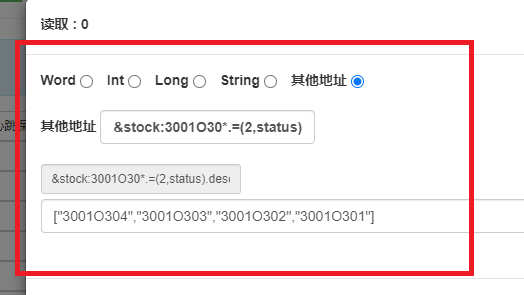 读取 : 0
Word Int Long String 其他地址
其他地址 &stock:3001O30*.=(2,status)
&stock:3001O30*.=(2,status).des
["3001O304","3001O303","3001O302","3001O301"]